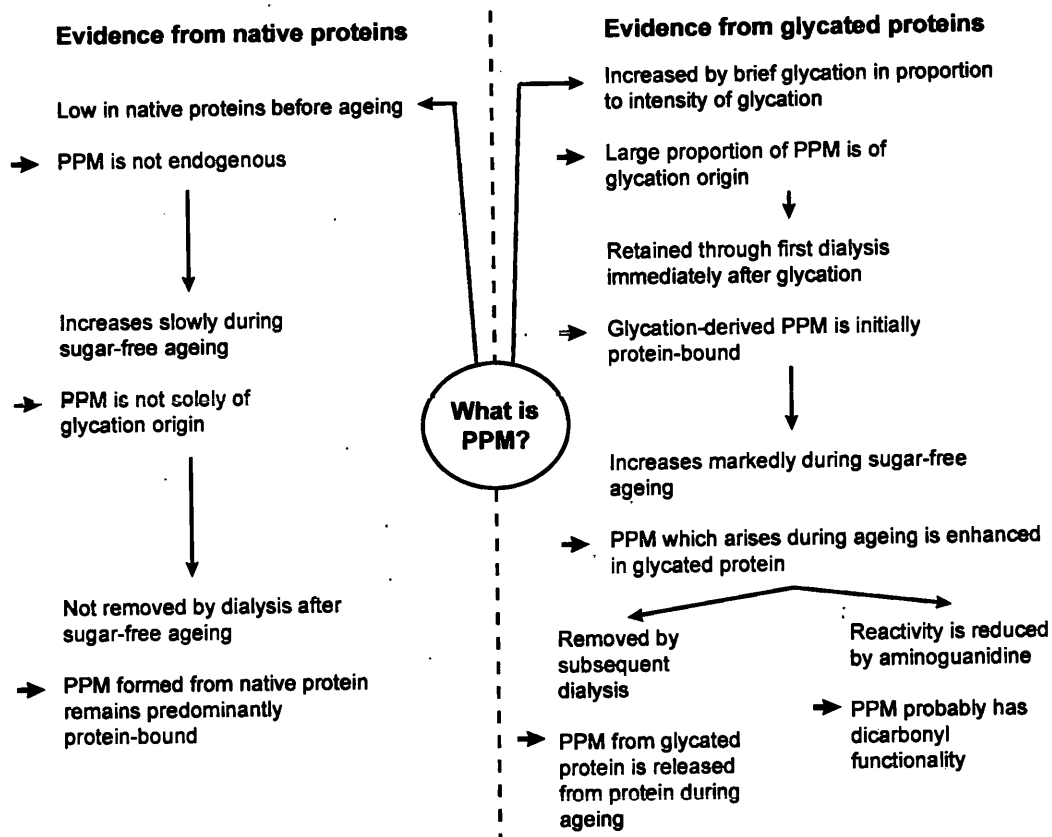 Evidence from native proteins
Low in native proteins before ageing
PPM is not endogenous
Increases slowly during
sugar-free ageing
PPM is not solely of
glycation origin
Not removed by dialysis after
sugar-free ageing
PPM formed from native protein
remains predominantly
protein-bound
What is
PPM?
Evidence from glycated proteins
Increased by brief glycation in proportion
to intensity of glycation
Large proportion of PPM is of
glycation origin
Retained through first dialysis
immediately after glycation
Glycation-derived PPM is initially
protein-bound
Increases markedly during sugar-free
ageing
PPM which arises during ageing is enhanced
in glycated protein
Removed by
subsequent
dialysis
PPM from glycated
protein is released
from protein during
ageing
Reactivity is reduced
by aminoguanidine
PPM probably has
dicarbonyl
functionality